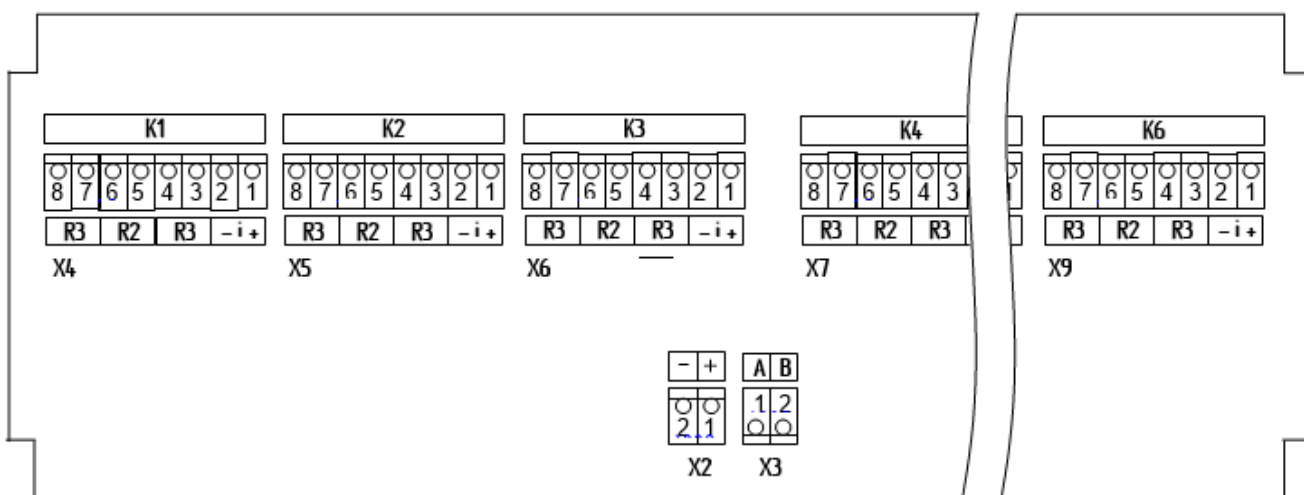 K1 K2 K3 K4 K6
8 7 6 5 4 3 2 1 8 7 6 5 4 3 2 1 8 7 6 5 4 3 2 1 8 7 6 5 4 3 1 8 7 6 5 4 3 2 1
R3 R2 R3 - i + R3 R2 R3 - i + R3 R2 R3 - i + R3 R2 R3 R3 R2 R3 - i +
X4 X5 X6 X7 X9
- + A B
2 1 1 2
X2 X3